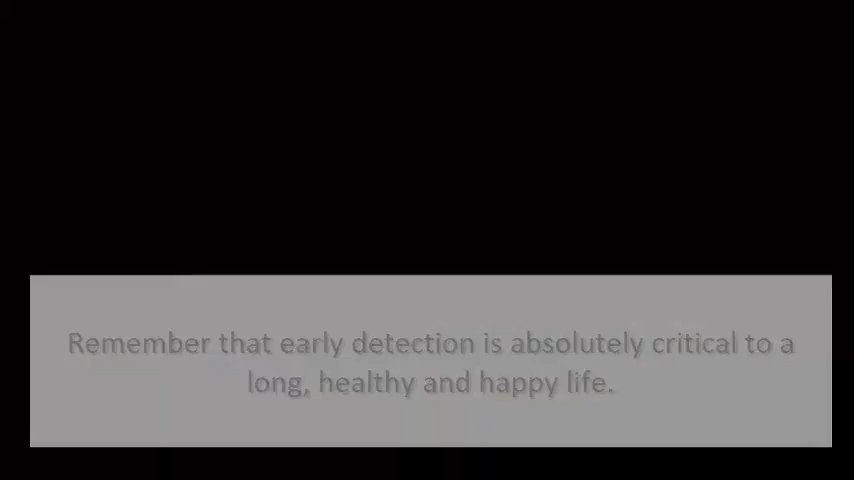 Remember that early detection is absolutely critical to a
long, healthy and happy life.